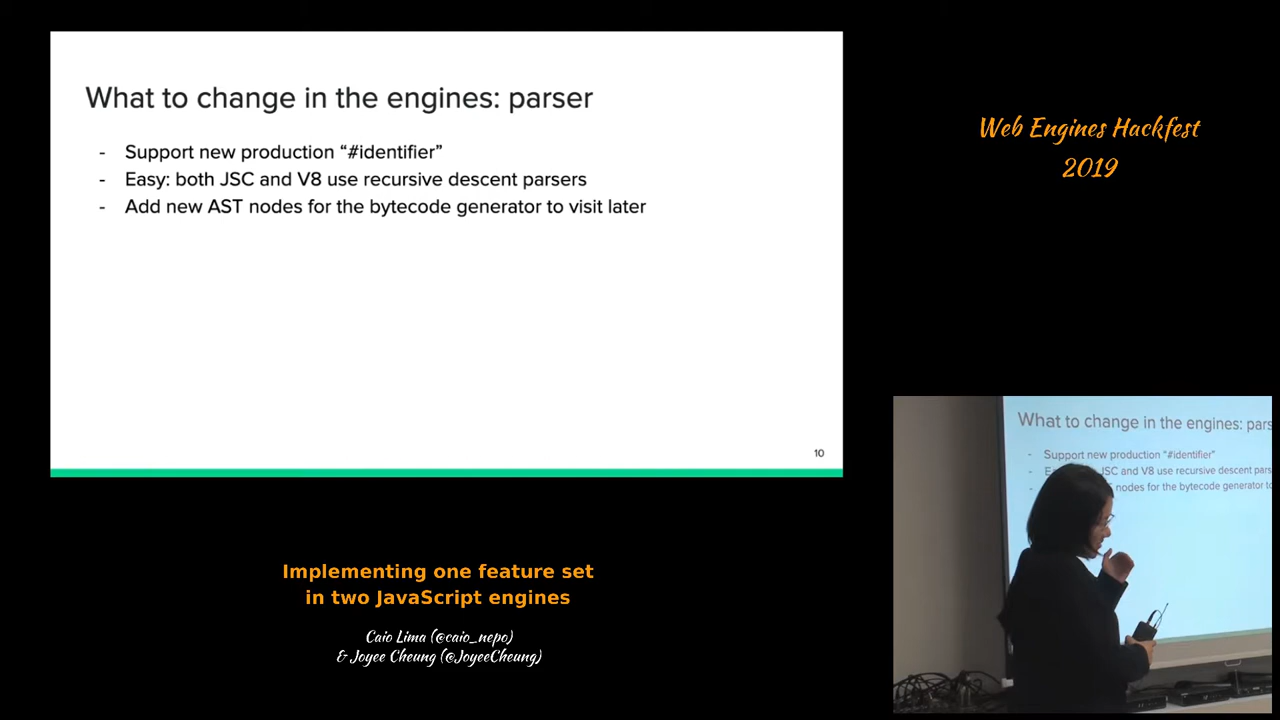 What to change in the engines: parser
- Support new production “#identifier”
- Easy: both JSC and V8 use recursive descent parsers
- Add new AST nodes for the bytecode generator to visit later
10
Web Engines Hackfest
2019
What to change in the engines: pars
- Support new production “#identifier”
JSC and V8 use recursive descent pars
nodes for the bytecode generator to
Implementing one feature set
in two JavaScript engines
Caio Lima (@caio_nepo)
& Joyee Cheung (@JoyeeCheung)